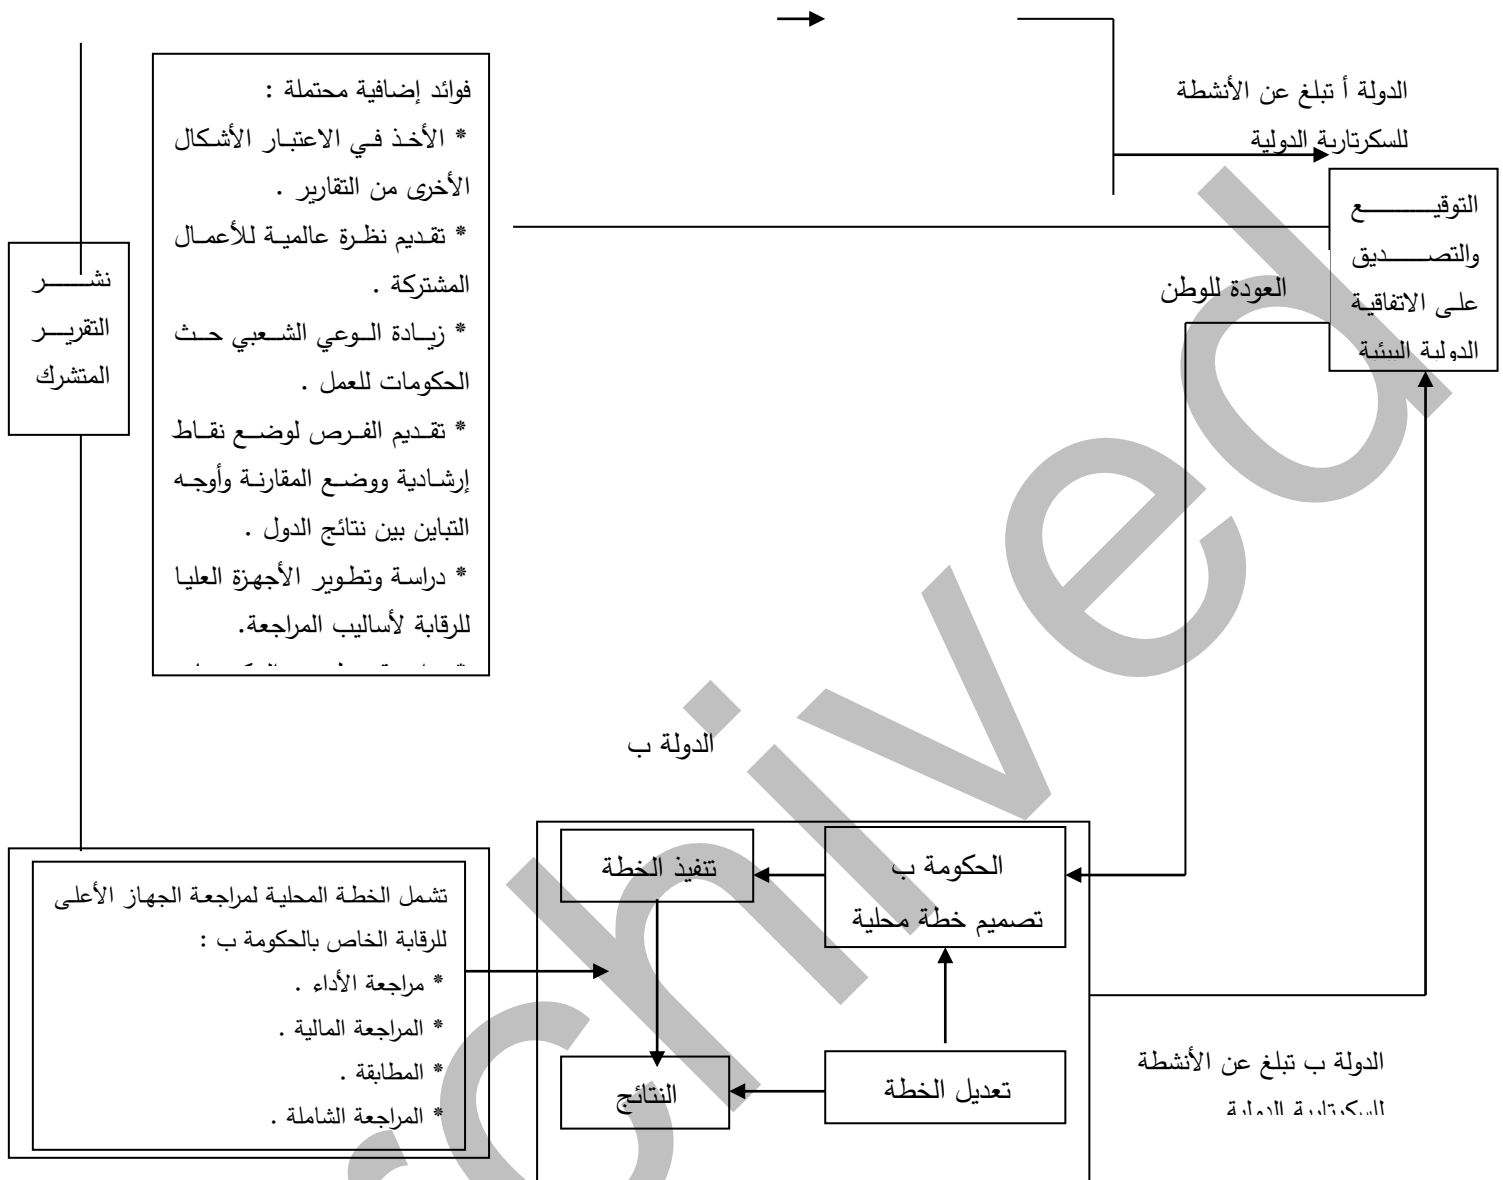 الدولة أ تبلغ عن الأنشطة
للسكرتارية الدولية
التوقيع
والتصديق
على الاتفاقية
الدولية البيئية
العودة للوطن
فوائد إضافية محتملة :
* الأخذ في الاعتبار الأشكال
الأخرى من التقارير .
* تقديم نظرة عالمية للأعمال
المشتركة .
* زيادة الوعي الشعبي حث
الحكومات للعمل .
* تقديم الفرص لوضع نقاط
إرشادية ووضع المقارنة وأوجه
التباين بين نتائج الدول .
* دراسة وتطوير الأجهزة العليا
للرقابة لأساليب المراجعة.
نشر
التقرير
المتشرك
الدولة ب
الحكومة ب
تصميم خطة محلية
تنفيذ الخطة
تعديل الخطة
النتائج
الدولة ب تبلغ عن الأنشطة
للسكرتارية الدولية
تشمل الخطة المحلية لمراجعة الجهاز الأعلى
للرقابة الخاص بالحكومة ب :
* مراجعة الأداء .
* المراجعة المالية .
* المطابقة .
* المراجعة الشاملة .
chived